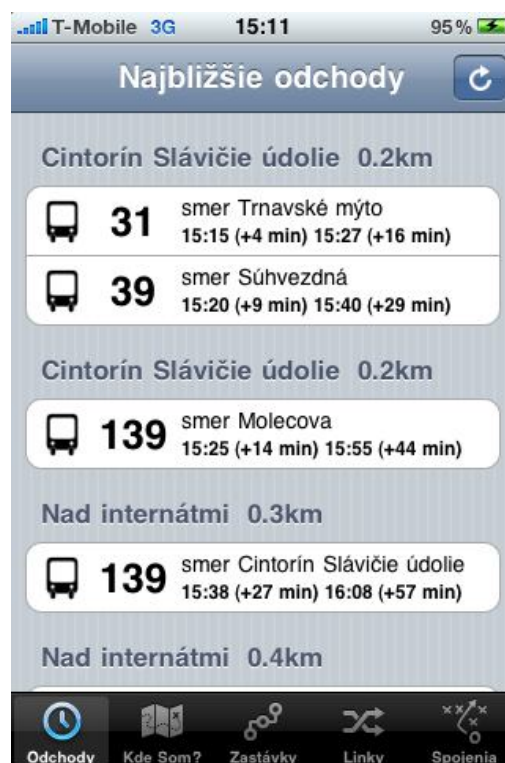 T-Mobile 3G 15:11 95%
Najbližšie odchody
Cintorín Slávičie údolie 0.2km
31 smer Trnavské mýto
15:15 (+4 min) 15:27 (+16 min)
39 smer Súhvezdná
15:20 (+9 min) 15:40 (+29 min)
Cintorín Slávičie údolie 0.2km
139 smer Molecova
15:25 (+14 min) 15:55 (+44 min)
Nad internátmi 0.3km
139 smer Cintorín Slávičie údolie
15:38 (+27 min) 16:08 (+57 min)
Nad internátmi 0.4km
Odchody Kde Som? Zastávky Linky Spojenia